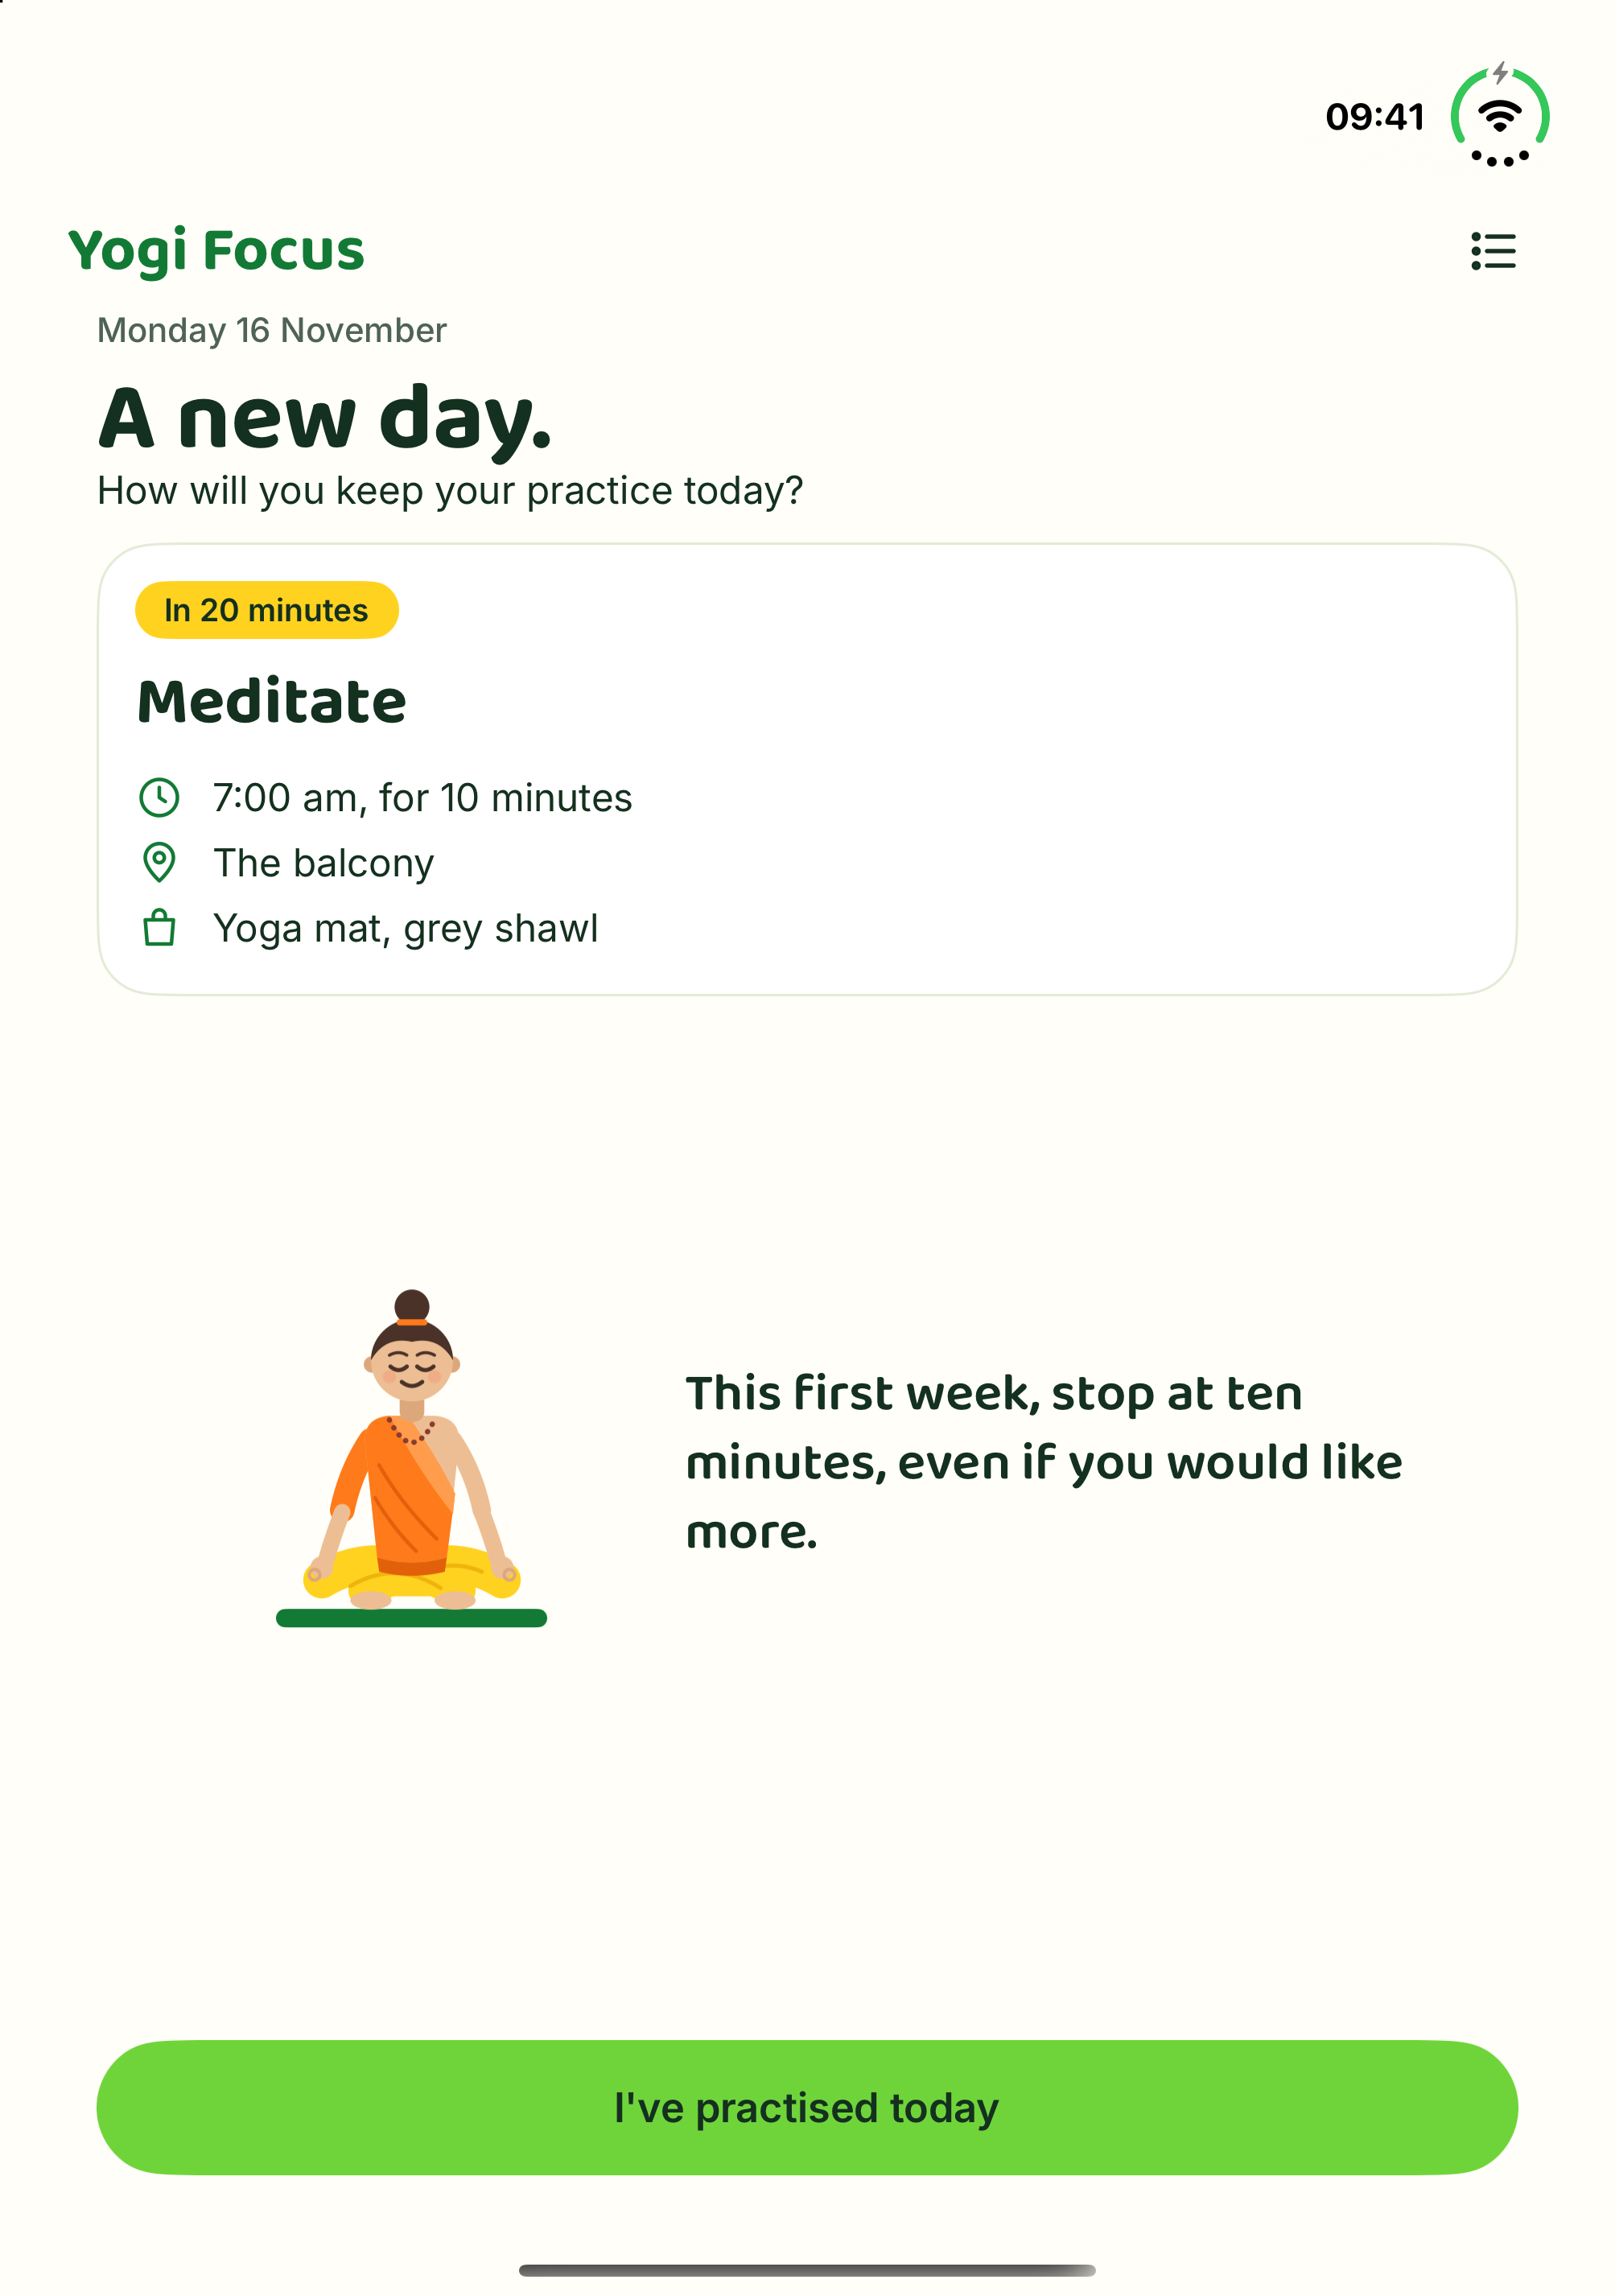 09:41
Yogi Focus
Monday 16 November
A new day.
How will you keep your practice today?
In 20 minutes
Meditate
7:00 am, for 10 minutes
The balcony
Yoga mat, grey shawl
This first week, stop at ten
minutes, even if you would like
more.
I've practised today